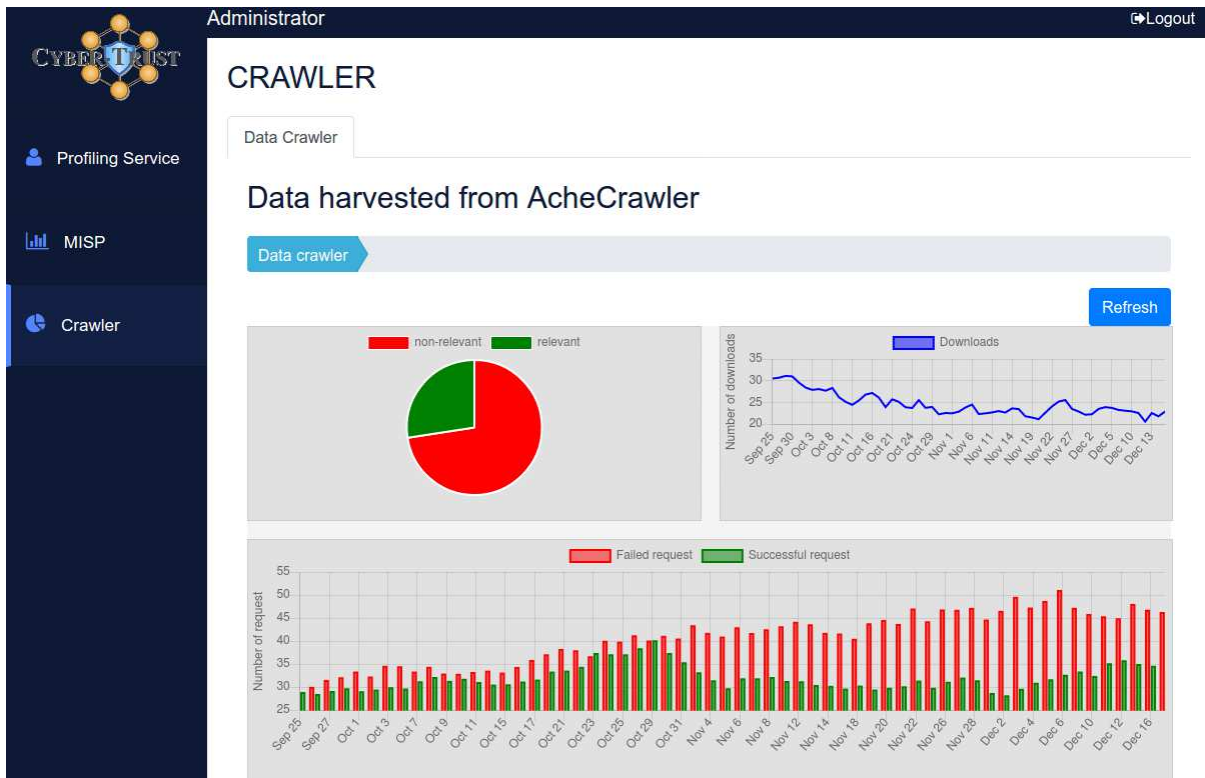 Administrator
Logout
CYBER-TRUST
CRAWLER
Data Crawler
Profiling Service
Data harvested from AcheCrawler
MISP
Data crawler
Refresh
Crawler
non-relevant relevant
Downloads
Number of downloads
35
30
25
20
Sep 25 Sep 30 Oct 3 Oct 8 Oct 11 Oct 16 Oct 21 Oct 24 Oct 29 Nov 1 Nov 6 Nov 11 Nov 14 Nov 19 Nov 22 Nov 27 Dec 2 Dec 5 Dec 10 Dec 13
Failed request Successful request
Number of request
55
50
45
40
35
30
25
Sep 25 Sep 27 Oct 1 Oct 3 Oct 7 Oct 9 Oct 11 Oct 15 Oct 17 Oct 21 Oct 23 Oct 25 Oct 29 Oct 31 Nov 4 Nov 6 Nov 8 Nov 12 Nov 14 Nov 18 Nov 20 Nov 22 Nov 26 Nov 28 Dec 2 Dec 4 Dec 6 Dec 10 Dec 12 Dec 16